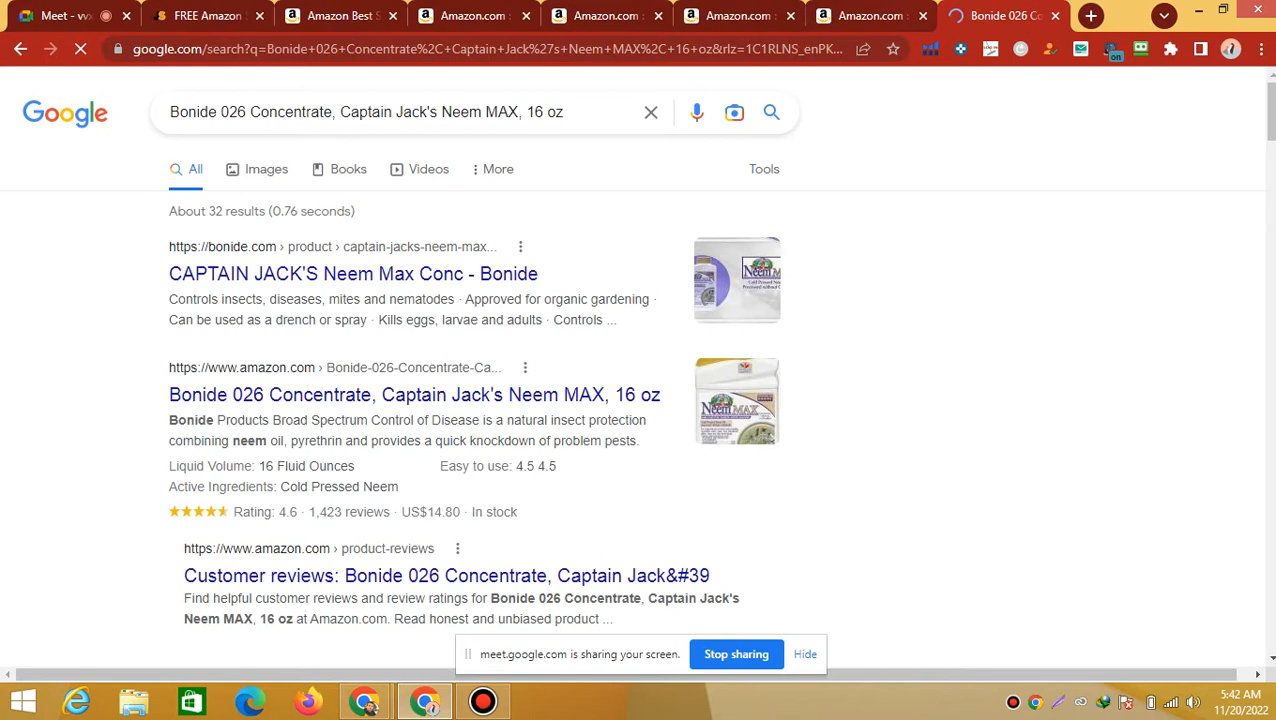 Meet - vvx
FREE Amazon S
Amazon Best S
Amazon.com :
Amazon.com :
Amazon.com :
Amazon.com :
Bonide 026 Co
google.com/search?q=Bonide+026+Concentrate%2C+Captain+Jack%27s+Neem+MAX%2C+16+oz&rlz=1C1RLNS_enPK...
on
Google
Bonide 026 Concentrate, Captain Jack's Neem MAX, 16 oz
All
Images
Books
Videos
More
Tools
About 32 results (0.76 seconds)
https://bonide.com › product › captain-jacks-neem-max...
CAPTAIN JACK'S Neem Max Conc - Bonide
Controls insects, diseases, mites and nematodes · Approved for organic gardening ·
Can be used as a drench or spray · Kills eggs, larvae and adults · Controls ...
https://www.amazon.com › Bonide-026-Concentrate-Ca...
Bonide 026 Concentrate, Captain Jack's Neem MAX, 16 oz
Bonide Products Broad Spectrum Control of Disease is a natural insect protection
combining neem oil, pyrethrin and provides a quick knockdown of problem pests.
NeemMAX
Liquid Volume: 16 Fluid Ounces
Easy to use: 4.5 4.5
Active Ingredients: Cold Pressed Neem
Rating: 4.6 · 1,423 reviews · US$14.80 · In stock
https://www.amazon.com › product-reviews
Customer reviews: Bonide 026 Concentrate, Captain Jack&#39
Find helpful customer reviews and review ratings for Bonide 026 Concentrate, Captain Jack's
Neem MAX, 16 oz at Amazon.com. Read honest and unbiased product ...
meet.google.com is sharing your screen.
Stop sharing
Hide
5:42 AM
11/20/2022